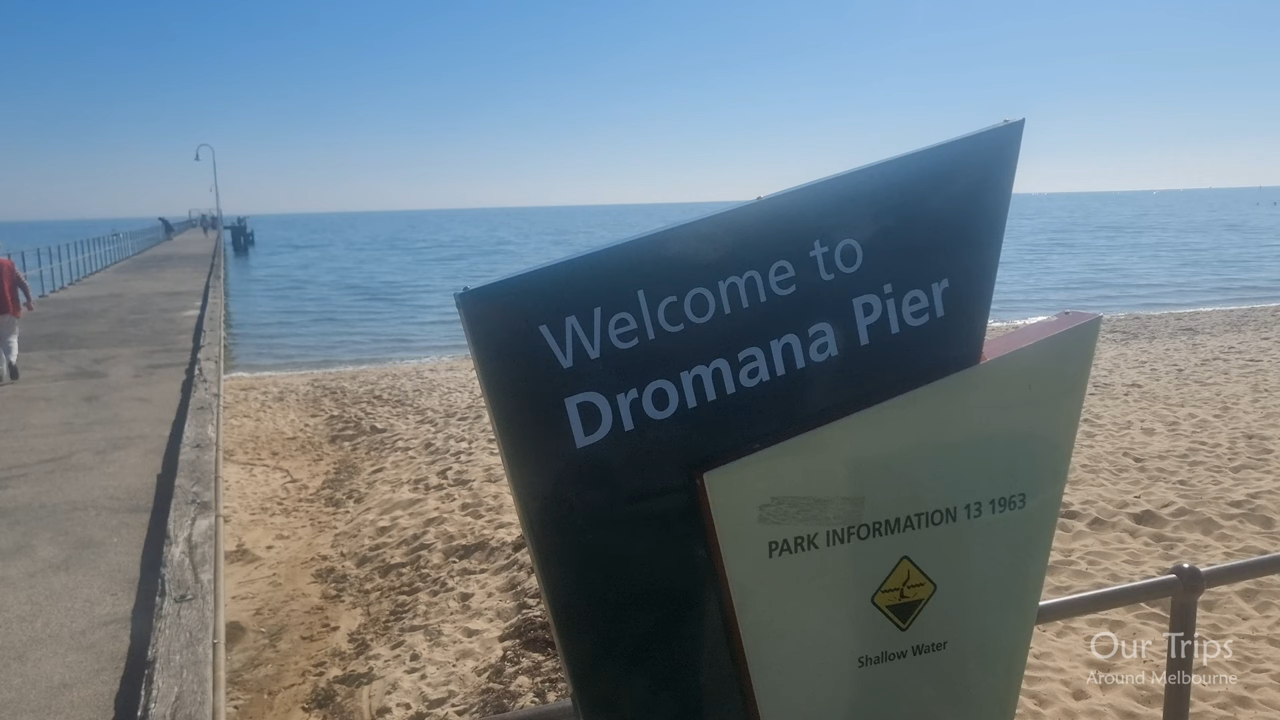 Welcome to
Dromana Pier
PARK INFORMATION 13 1963
Shallow Water
Our Trips
Around Melbourne